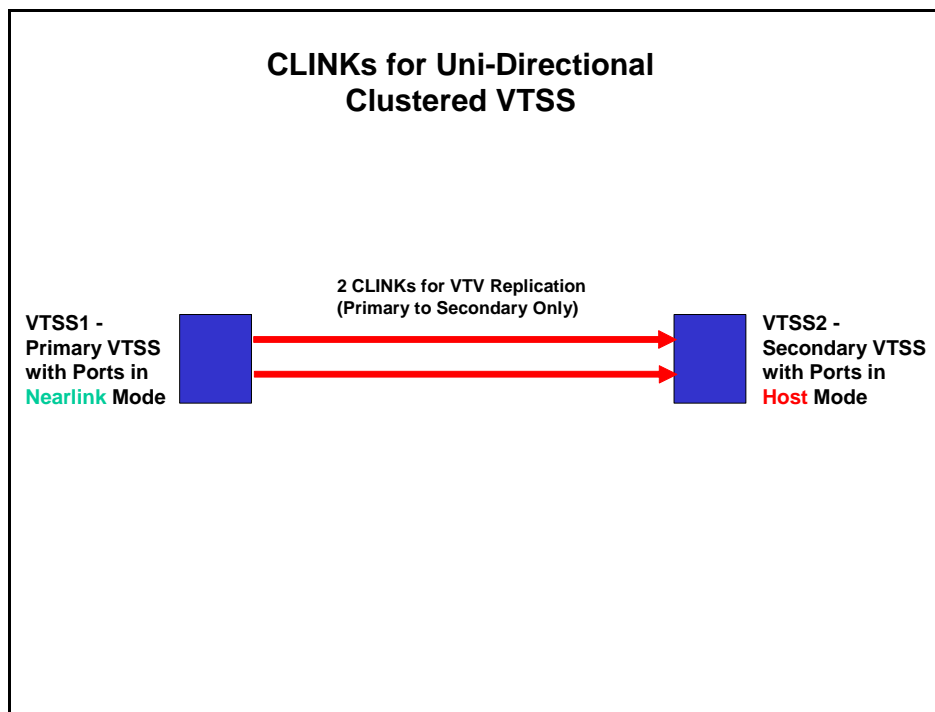 CLINKs for Uni-Directional
Clustered VTSS
2 CLINKs for VTV Replication
(Primary to Secondary Only)
VTSS1 -
Primary VTSS
with Ports in
Nearlink Mode
VTSS2 -
Secondary VTSS
with Ports in
Host Mode